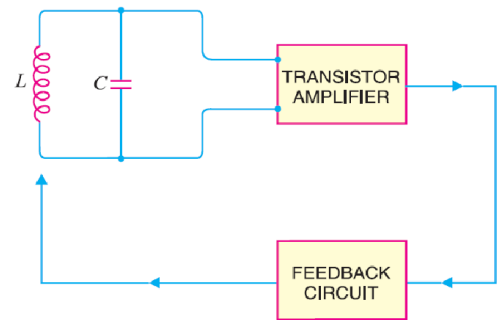 L
C
TRANSISTOR
AMPLIFIER
FEEDBACK
CIRCUIT